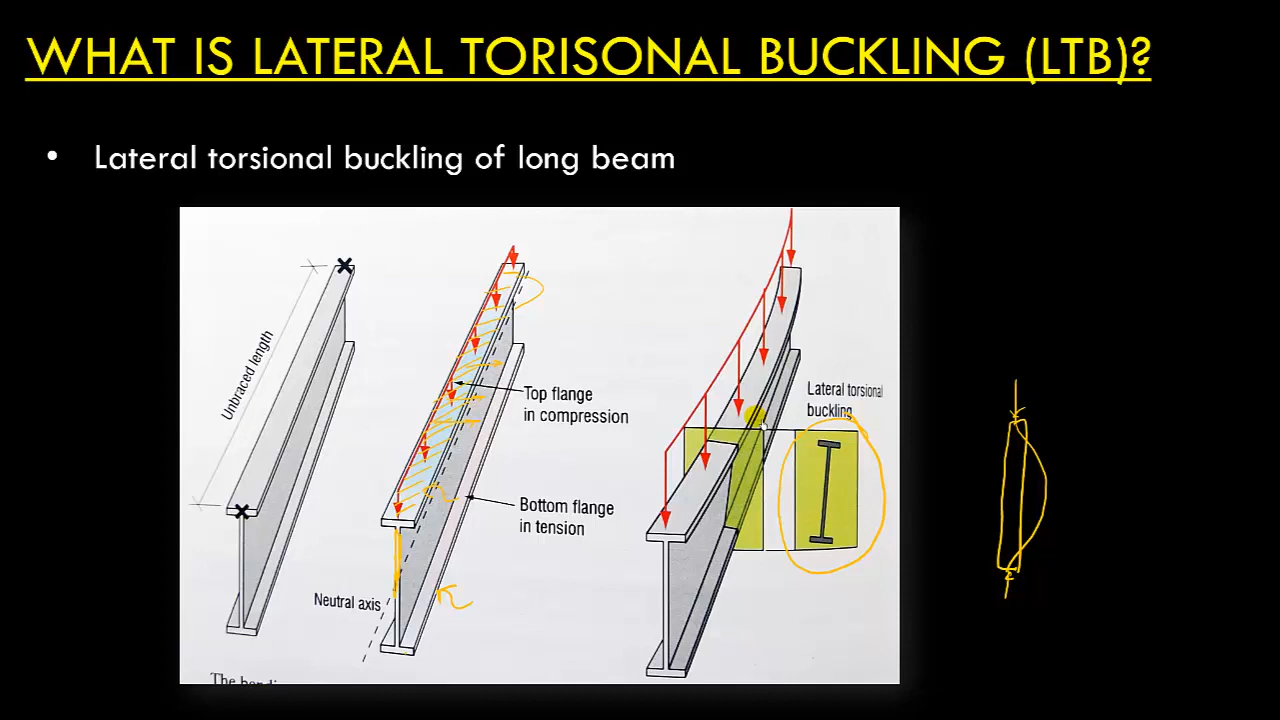 WHAT IS LATERAL TORISONAL BUCKLING (LTB)?
• Lateral torsional buckling of long beam
Unbraced length
Top flange
in compression
Bottom flange
in tension
Neutral axis
Lateral torsional
buckling
The